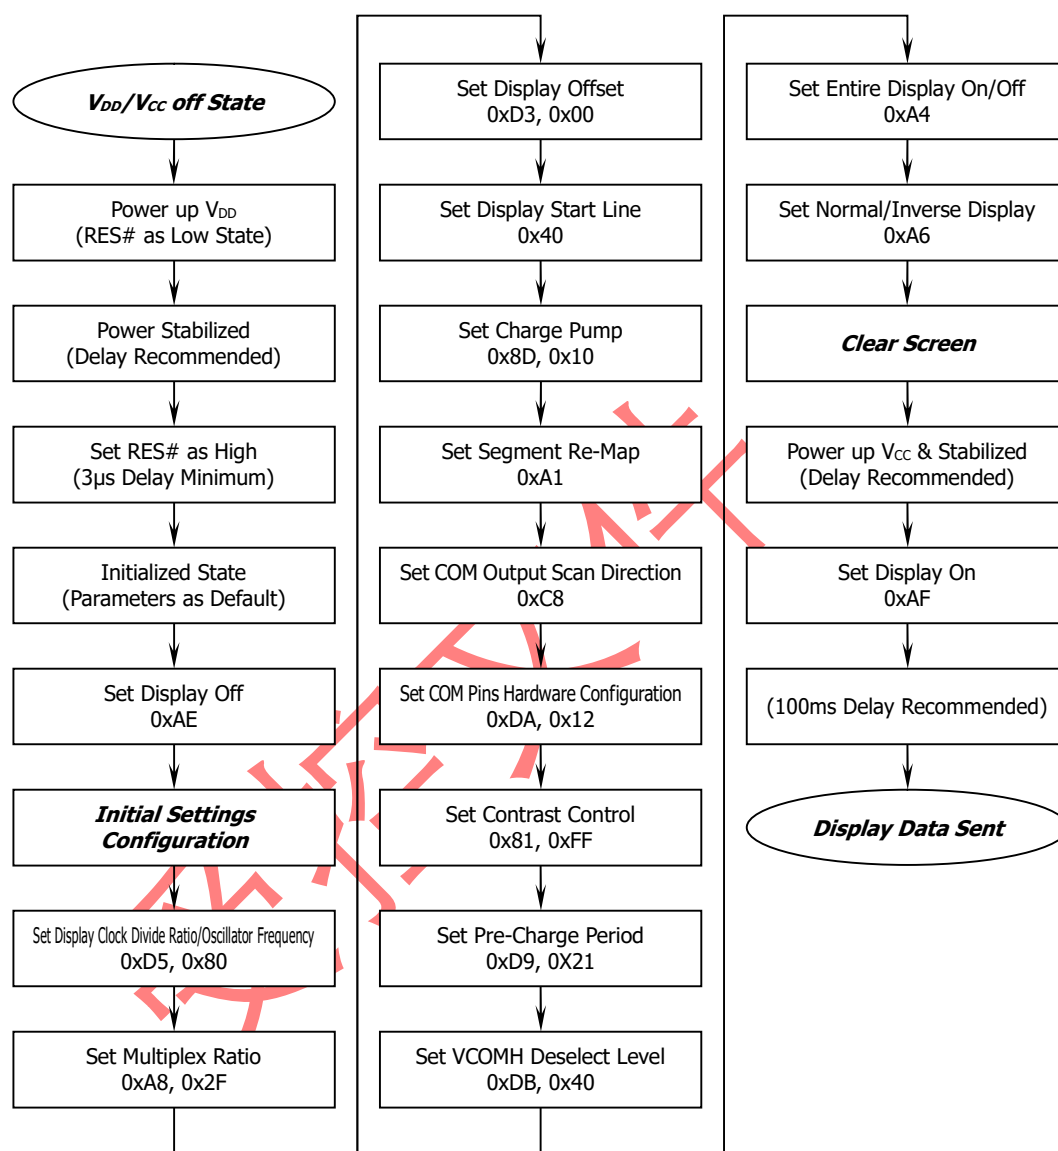 VDD/VCC off State
Power up VDD
(RES# as Low State)
Power Stabilized
(Delay Recommended)
Set RES# as High
(3µs Delay Minimum)
Initialized State
(Parameters as Default)
Set Display Off
0xAE
Initial Settings
Configuration
Set Display Clock Divide Ratio/Oscillator Frequency
0xD5, 0x80
Set Multiplex Ratio
0xA8, 0x2F
Set Display Offset
0xD3, 0x00
Set Display Start Line
0x40
Set Charge Pump
0x8D, 0x10
Set Segment Re-Map
0xA1
Set COM Output Scan Direction
0xC8
Set COM Pins Hardware Configuration
0xDA, 0x12
Set Contrast Control
0x81, 0xFF
Set Pre-Charge Period
0xD9, 0X21
Set VCOMH Deselect Level
0xDB, 0x40
Set Entire Display On/Off
0xA4
Set Normal/Inverse Display
0xA6
Clear Screen
Power up VCC & Stabilized
(Delay Recommended)
Set Display On
0xAF
(100ms Delay Recommended)
Display Data Sent